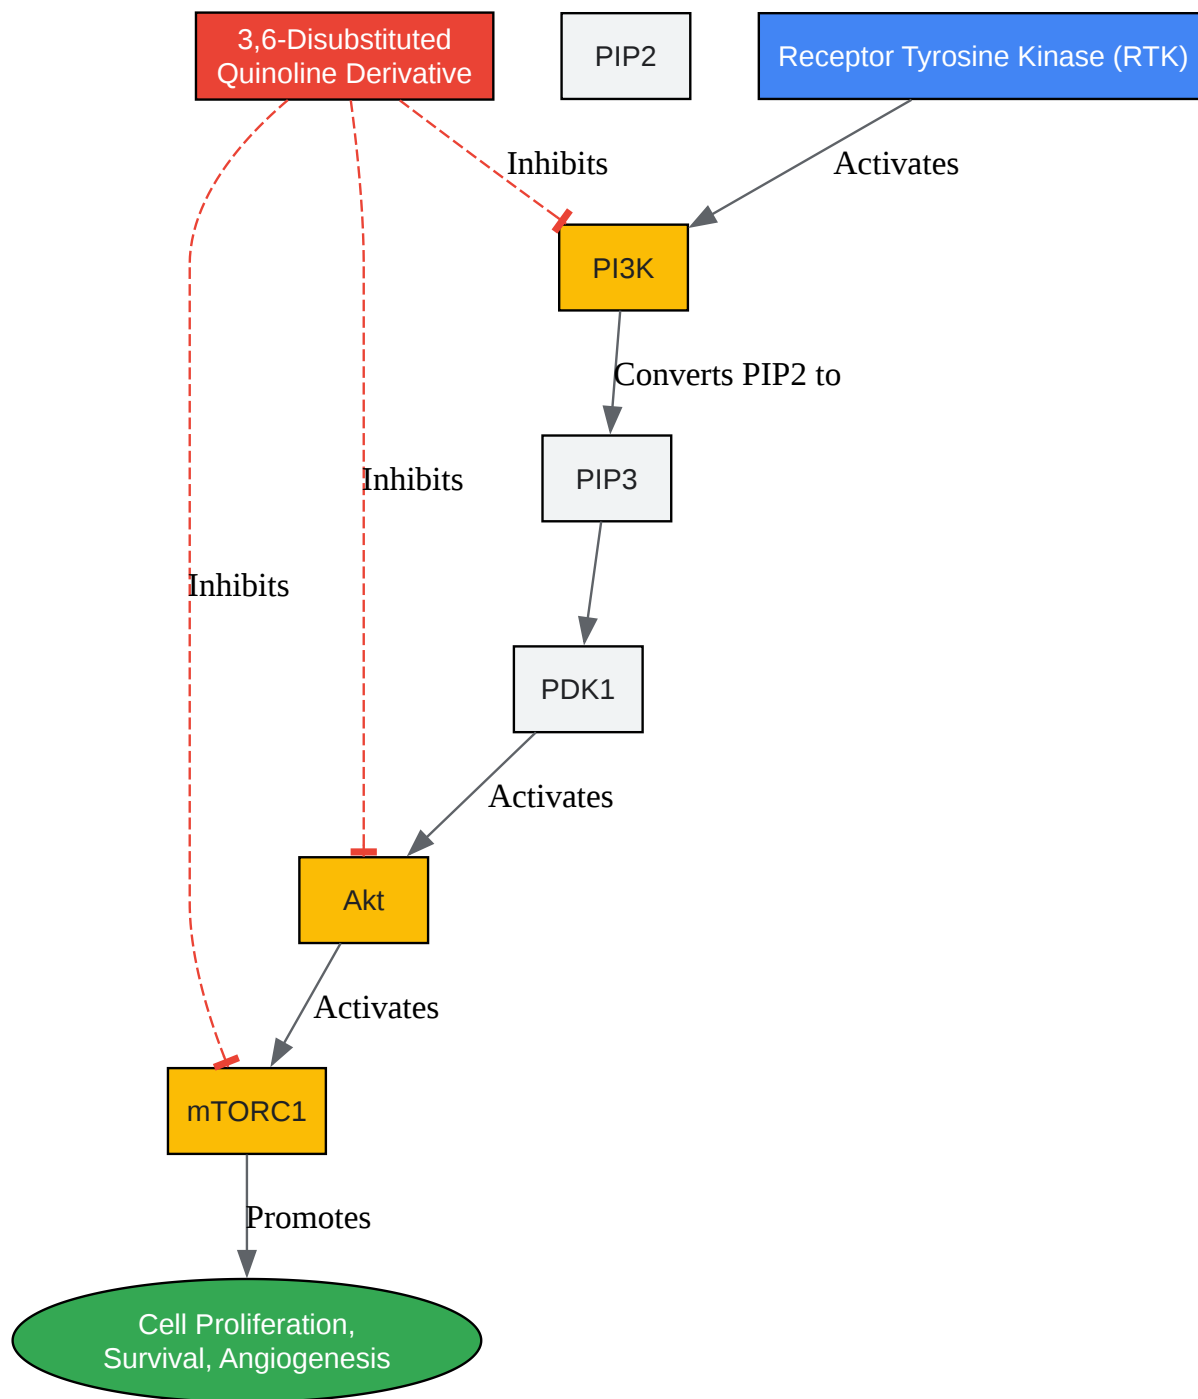 3,6-Disubstituted
Quinoline Derivative
PIP2
Receptor Tyrosine Kinase (RTK)
Inhibits
Activates
PI3K
Converts PIP2 to
Inhibits
PIP3
Inhibits
PDK1
Activates
Akt
Activates
mTORC1
Promotes
Cell Proliferation,
Survival, Angiogenesis